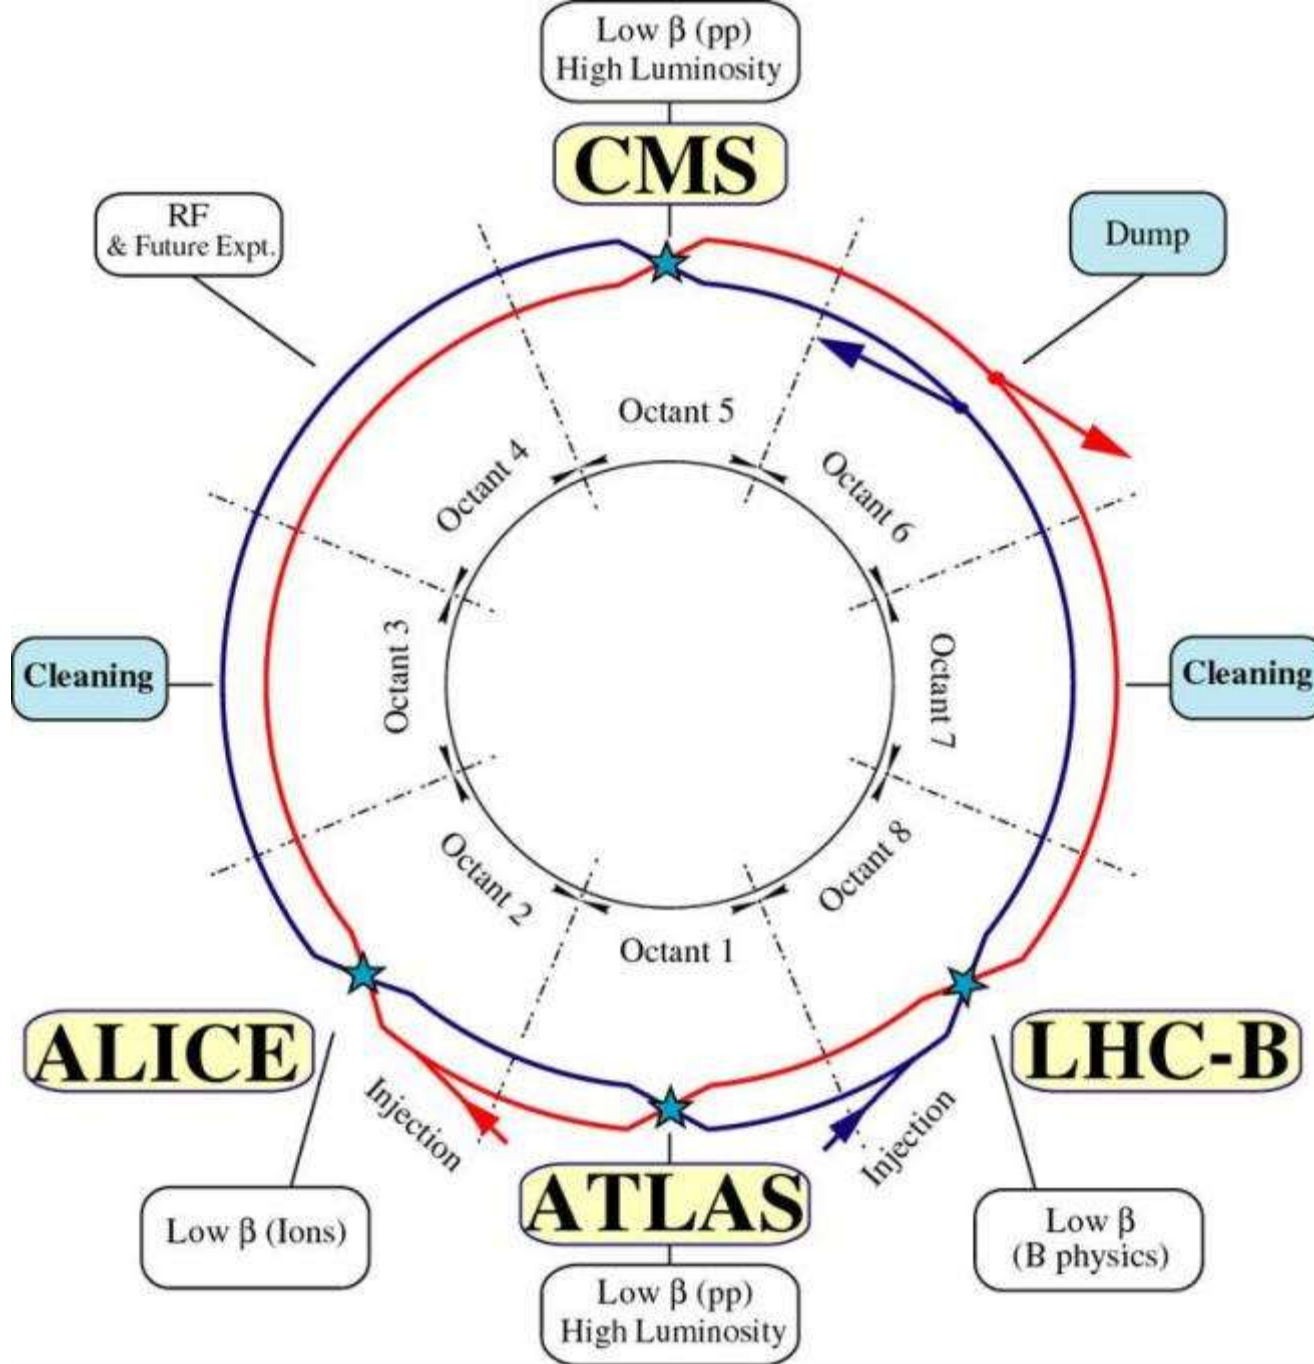 Low β (pp)
High Luminosity
CMS
RF
& Future Expt.
Dump
Octant 5
Octant 4
Octant 6
Cleaning
Octant 3
Octant 7
Cleaning
Octant 2
Octant 8
Octant 1
ALICE
LHC-B
Injection
Injection
ATLAS
Low β (Ions)
Low β
(B physics)
Low β (pp)
High Luminosity